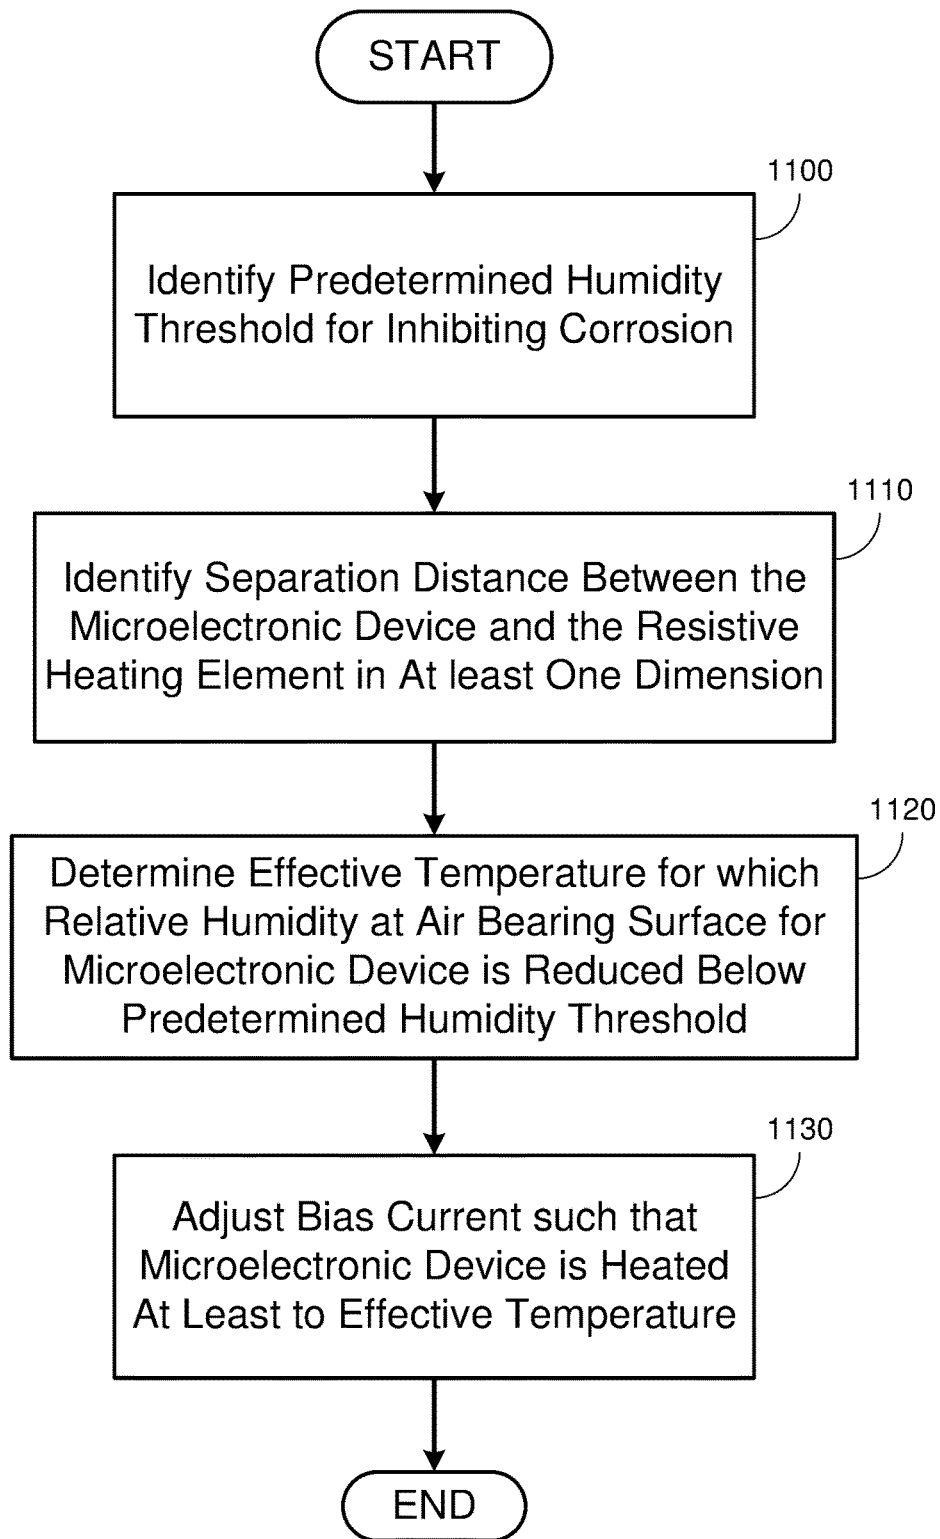 START
1100
Identify Predetermined Humidity
Threshold for Inhibiting Corrosion
1110
Identify Separation Distance Between the
Microelectronic Device and the Resistive
Heating Element in At least One Dimension
1120
Determine Effective Temperature for which
Relative Humidity at Air Bearing Surface for
Microelectronic Device is Reduced Below
Predetermined Humidity Threshold
1130
Adjust Bias Current such that
Microelectronic Device is Heated
At Least to Effective Temperature
END